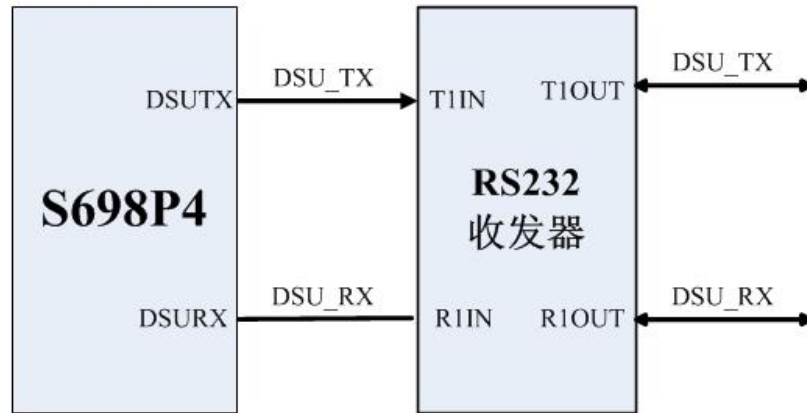 DSU_TX
DSU_TX
DSUTX
T1IN
T1OUT
S698P4
RS232
收发器
DSU_RX
DSU_RX
DSURX
R1IN
R1OUT